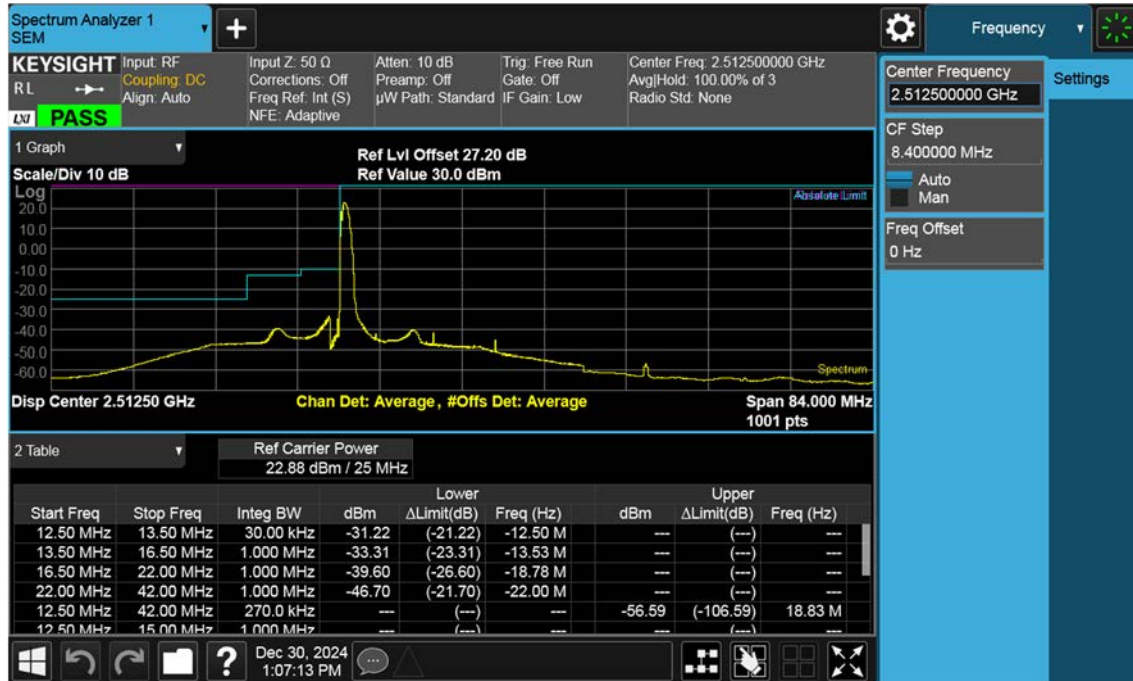 Spectrum Analyzer 1
SEM
Frequency
KEYSIGHT
R L
LXI
PASS
Input: RF
Coupling: DC
Align: Auto
Input Z: 50 Ω
Corrections: Off
Freq Ref: Int (S)
NFE: Adaptive
Atten: 10 dB
Preamp: Off
µW Path: Standard
Trig: Free Run
Gate: Off
IF Gain: Low
Center Freq: 2.512500000 GHz
Avg|Hold: 100.00% of 3
Radio Std: None
Center Frequency
2.512500000 GHz
Settings
CF Step
8.400000 MHz
Auto
Man
Freq Offset
0 Hz
1 Graph
Scale/Div 10 dB
Ref Lvl Offset 27.20 dB
Ref Value 30.0 dBm
Log
20.0
10.0
0.00
-10.0
-20.0
-30.0
-40.0
-50.0
-60.0
Limit
Spectrum
Disp Center 2.51250 GHz
Chan Det: Average, #Offs Det: Average
Span 84.000 MHz
1001 pts
2 Table
Ref Carrier Power
22.88 dBm / 25 MHz
Lower Upper
Start Freq Stop Freq Integ BW dBm ΔLimit(dB) Freq (Hz) dBm ΔLimit(dB) Freq (Hz)
12.50 MHz 13.50 MHz 30.00 kHz -31.22 (-21.22) -12.50 M --- (---) ---
13.50 MHz 16.50 MHz 1.000 MHz -33.31 (-23.31) -13.53 M --- (---) ---
16.50 MHz 22.00 MHz 1.000 MHz -39.60 (-26.60) -18.78 M --- (---) ---
22.00 MHz 42.00 MHz 1.000 MHz -46.70 (-21.70) -22.00 M --- (---) ---
12.50 MHz 42.00 MHz 270.0 kHz --- (---) --- -56.59 (-106.59) 18.83 M
12.50 MHz 15.00 MHz 1.000 MHz --- (---) --- --- (---) ---
?
Dec 30, 2024
1:07:13 PM